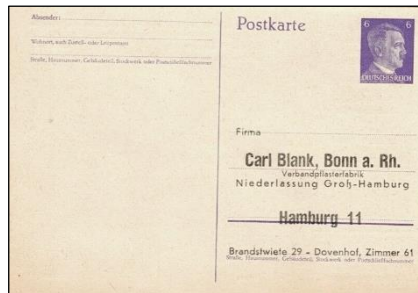 Absender:
Wohnort, auch Zustell- oder Leitpostamt
Straße, Hausnummer, Gebäudeteil, Stockwerk oder Postschließfachnummer
Postkarte
6 6
DEUTSCHES REICH
Firma
Carl Blank, Bonn a. Rh.
Verbandpflasterfabrik
Niederlassung Groß-Hamburg
Hamburg 11
Brandstwiete 29 - Dovenhof, Zimmer 61
Straße, Hausnummer, Gebäudeteil, Stockwerk oder Postschließfachnummer